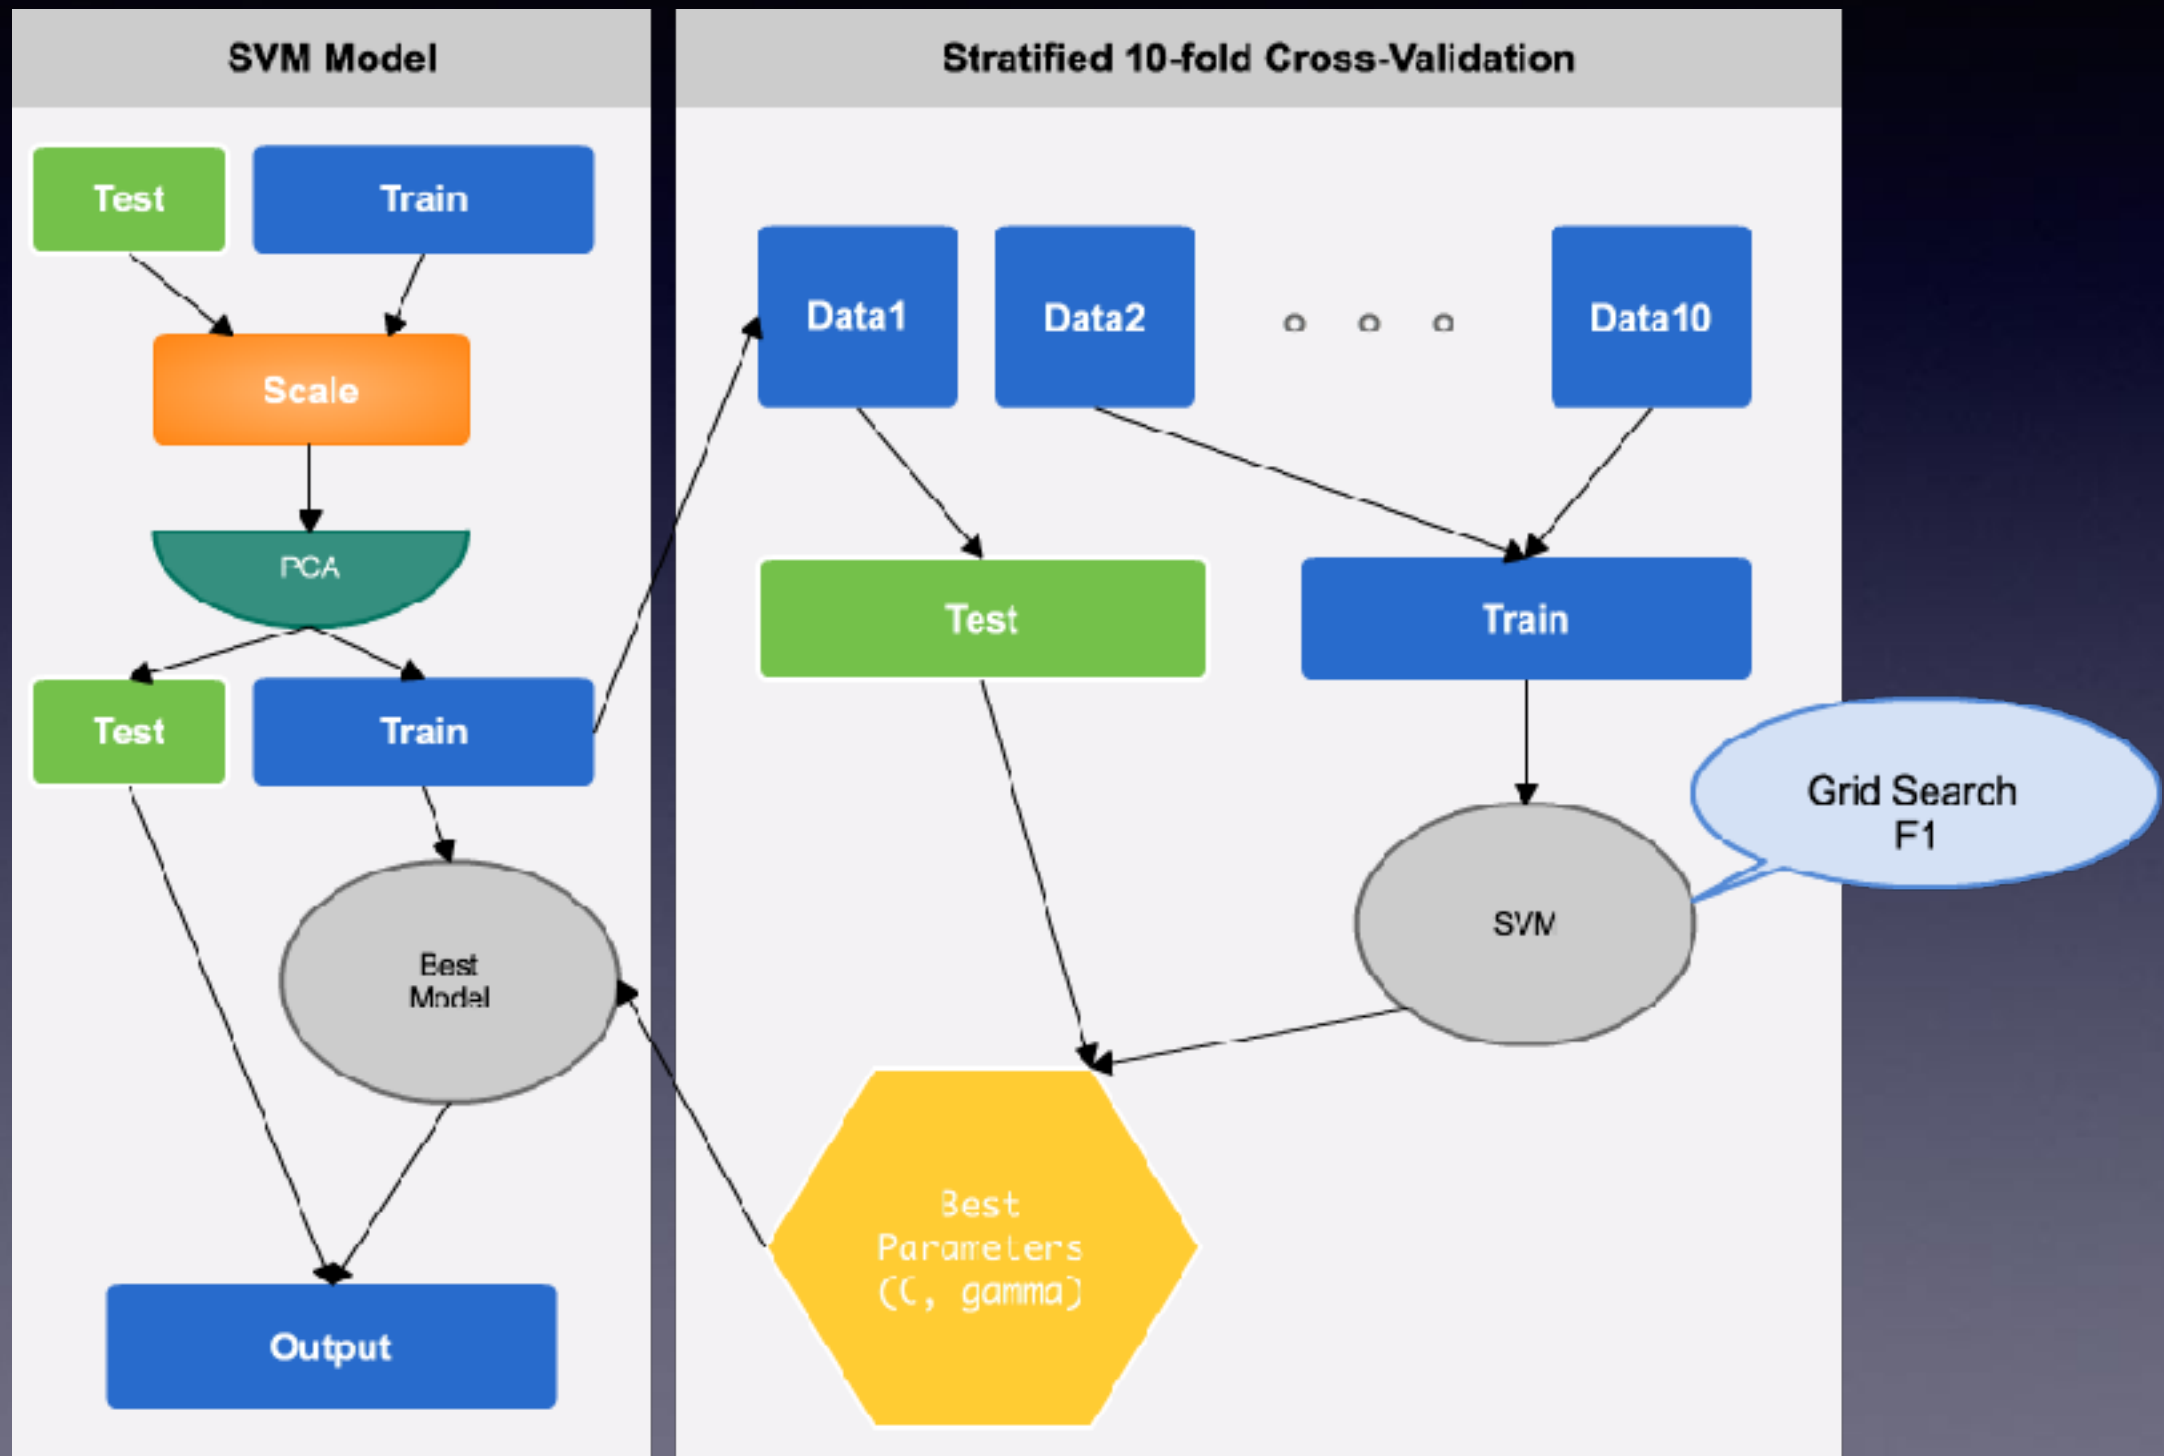 SVM Model
Test
Train
Scale
PCA
Test
Train
Best
Model
Output
Stratified 10-fold Cross-Validation
Data1
Data2
Data10
Test
Train
Grid Search
F1
SVM
Best
Parameters
(C, gamma)